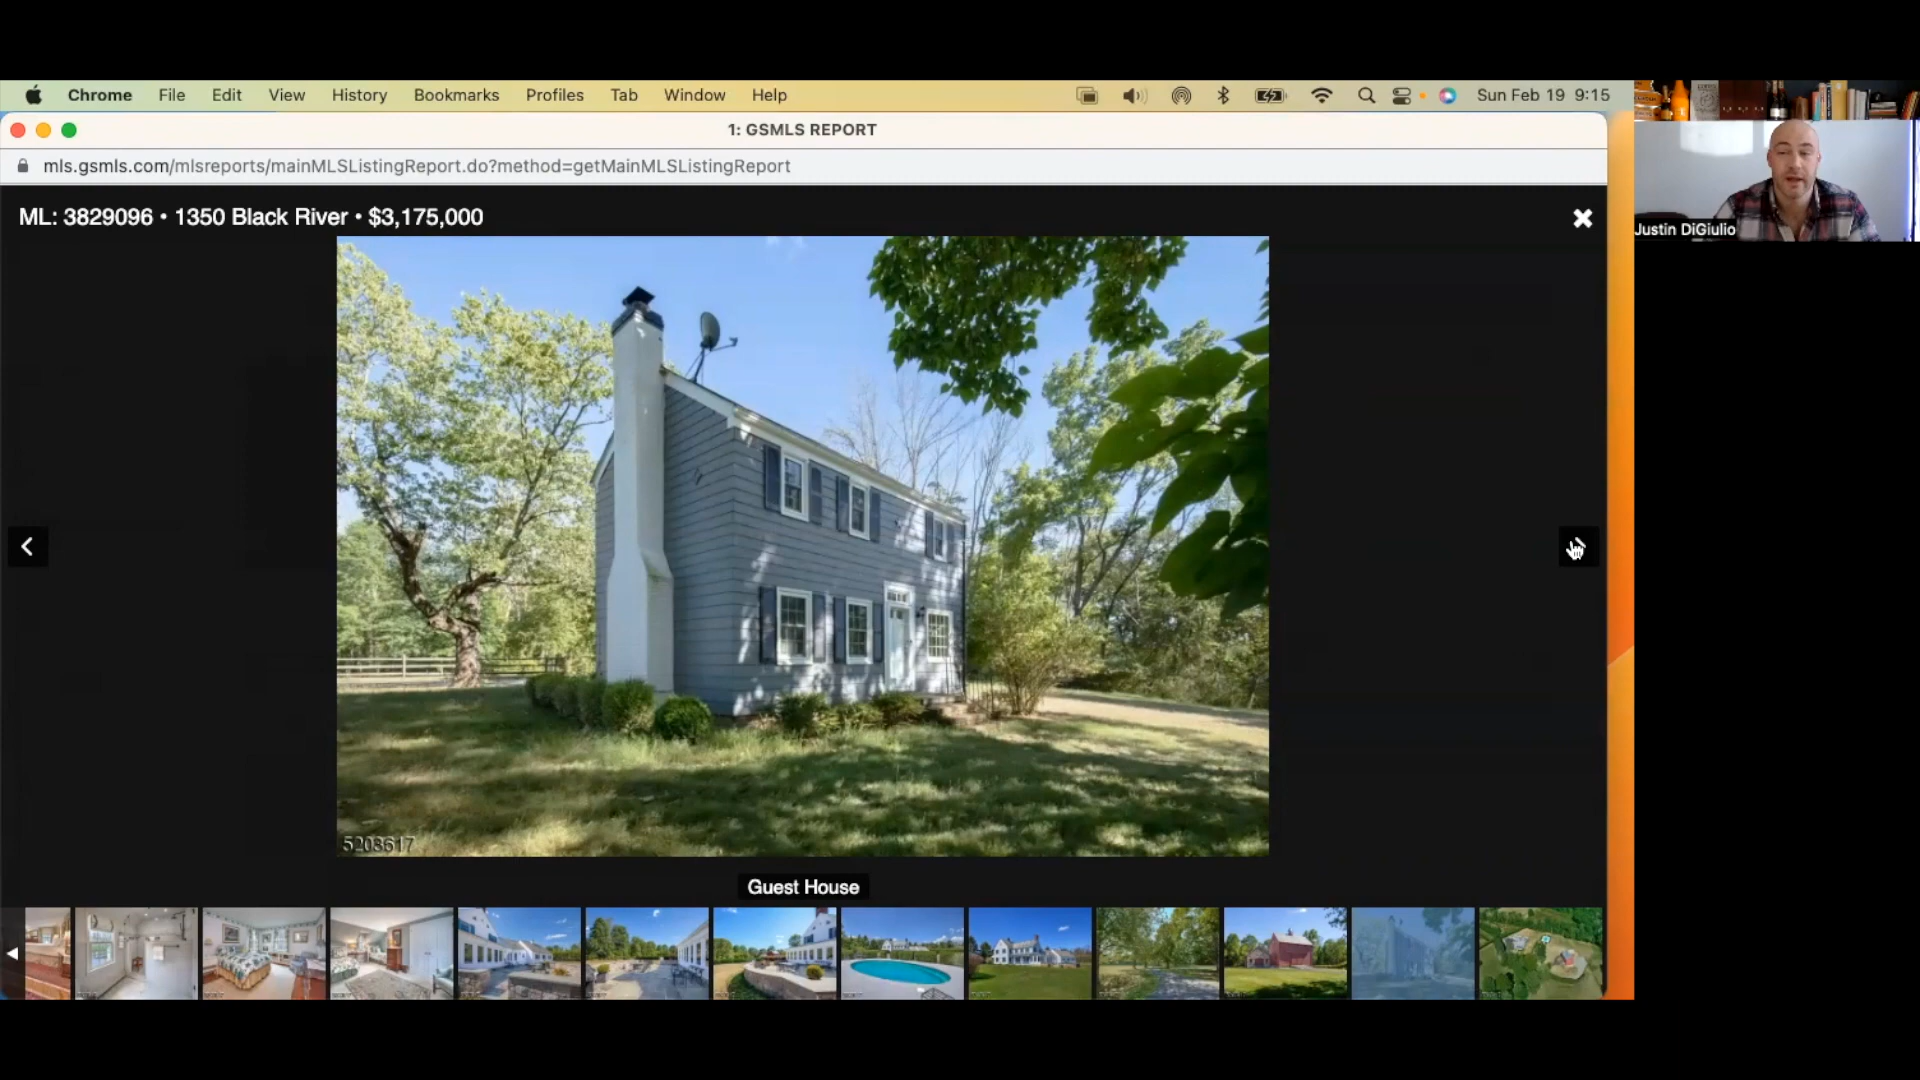 Chrome File Edit View History Bookmarks Profiles Tab Window Help Sun Feb 19 9:15
1: GSMLS REPORT
mls.gsmls.com/mlsreports/mainMLSListingReport.do?method=getMainMLSListingReport
ML: 3829096 • 1350 Black River • $3,175,000
Justin DiGiulio
5203617
Guest House